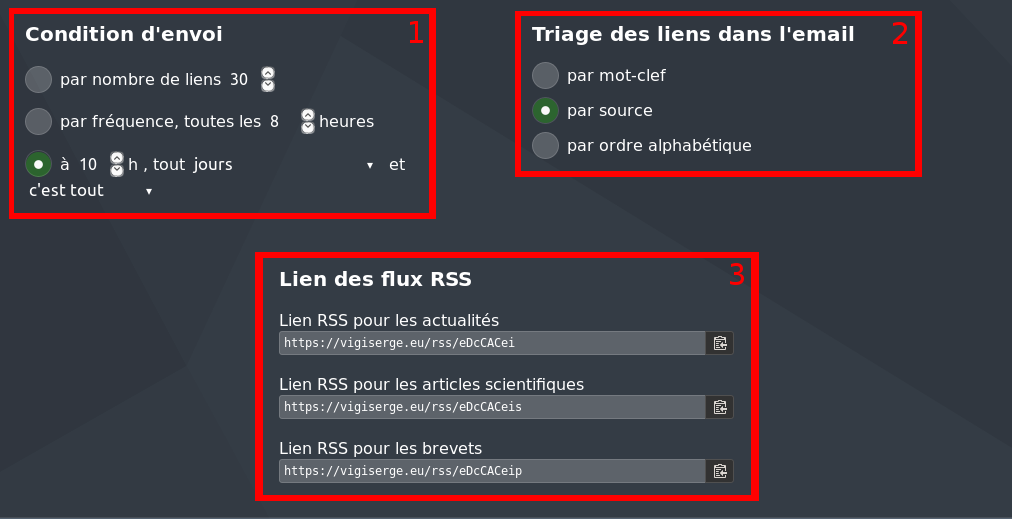 Condition d'envoi 1
par nombre de liens 30
par fréquence, toutes les 8 heures
à 10 h , tout jours et
c'est tout
Triage des liens dans l'email 2
par mot-clef
par source
par ordre alphabétique
Lien des flux RSS 3
Lien RSS pour les actualités
https://vigiserge.eu/rss/eDcCACei
Lien RSS pour les articles scientifiques
https://vigiserge.eu/rss/eDcCACeis
Lien RSS pour les brevets
https://vigiserge.eu/rss/eDcCACeip